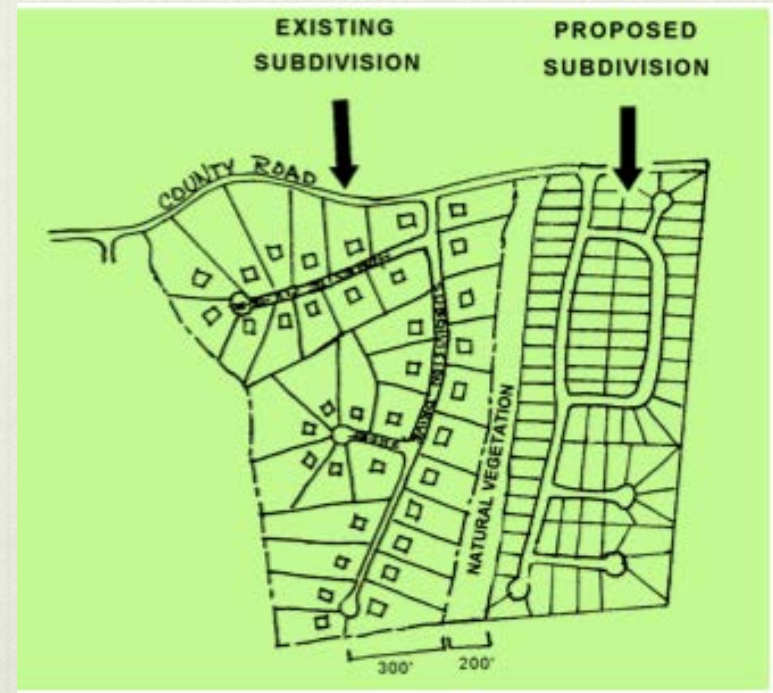 EXISTING
SUBDIVISION
PROPOSED
SUBDIVISION
COUNTY ROAD
NATURAL VEGETATION
300'
200'